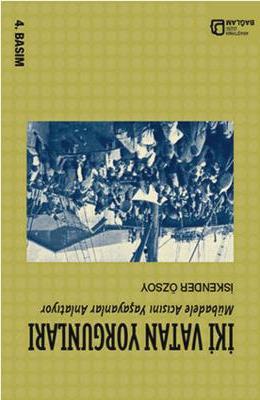 İKİ VATAN YORGUNLARI
Mübadele Acısını Yaşayanlar Anlatıyor
İSKENDER ÖZSOY
4. BASIM
BAĞLAM